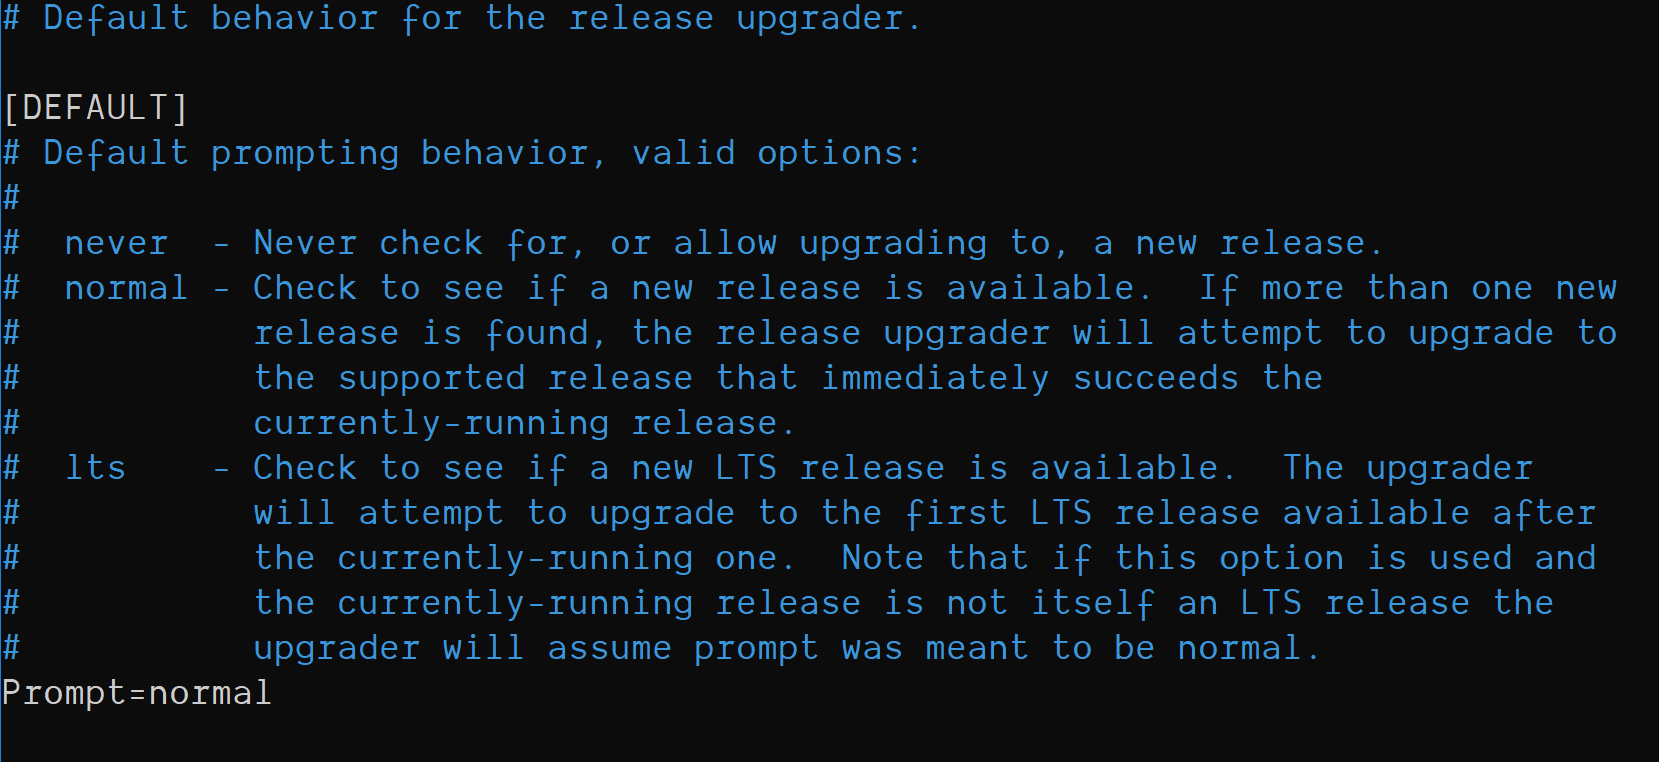 # Default behavior for the release upgrader.

[DEFAULT]
# Default prompting behavior, valid options:
#
#  never  - Never check for, or allow upgrading to, a new release.
#  normal - Check to see if a new release is available.  If more than one new
#           release is found, the release upgrader will attempt to upgrade to
#           the supported release that immediately succeeds the
#           currently-running release.
#  lts    - Check to see if a new LTS release is available.  The upgrader
#           will attempt to upgrade to the first LTS release available after
#           the currently-running one.  Note that if this option is used and
#           the currently-running release is not itself an LTS release the
#           upgrader will assume prompt was meant to be normal.
Prompt=normal